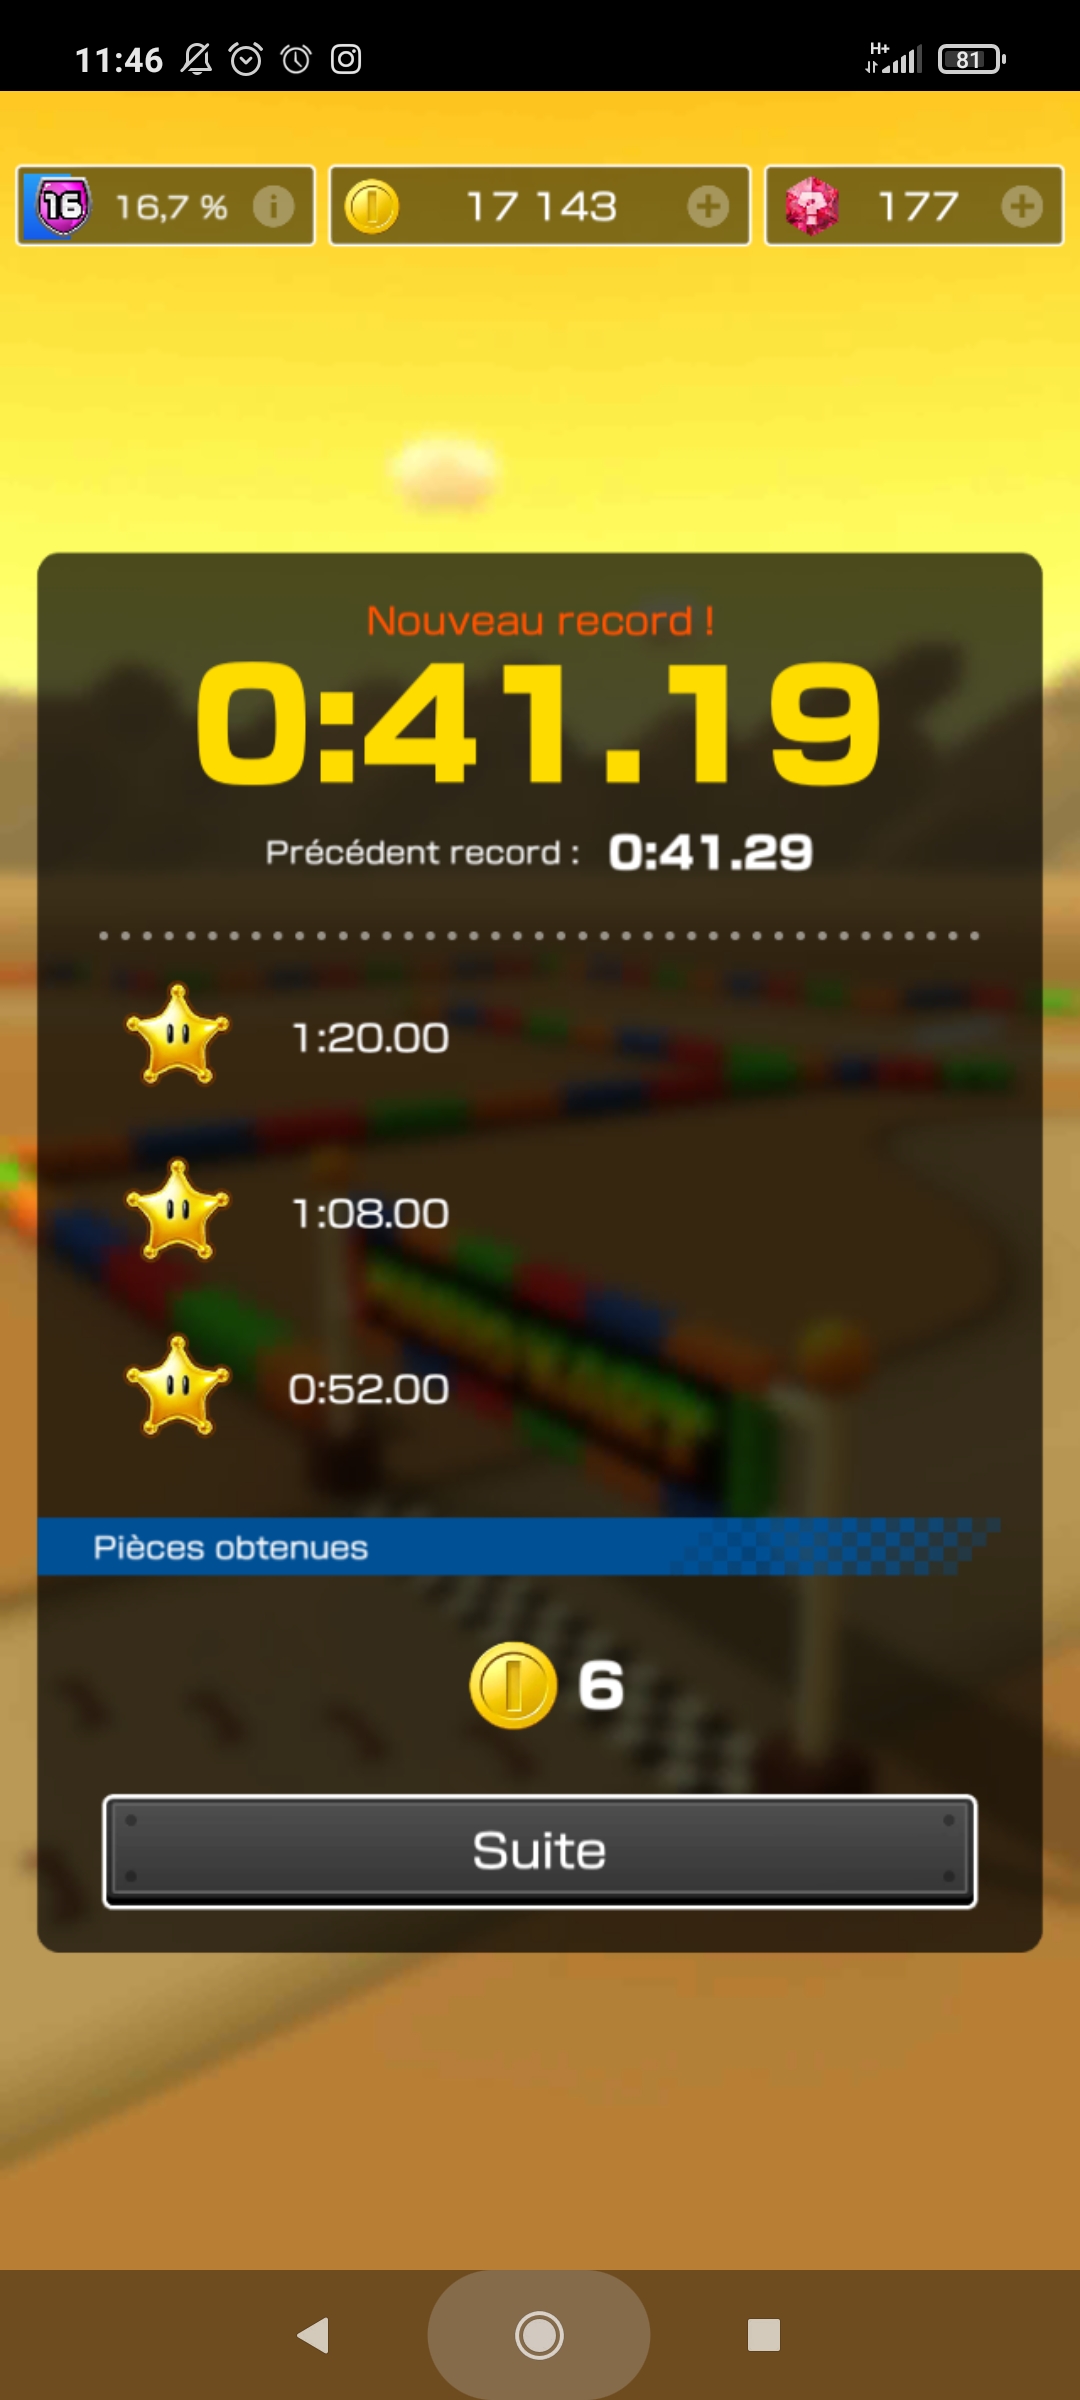 11:46 H+ 81
16 16,7 % 17 143 177
Nouveau record !
0:41.19
Précédent record : 0:41.29
1:20.00
1:08.00
0:52.00
Pièces obtenues
6
Suite